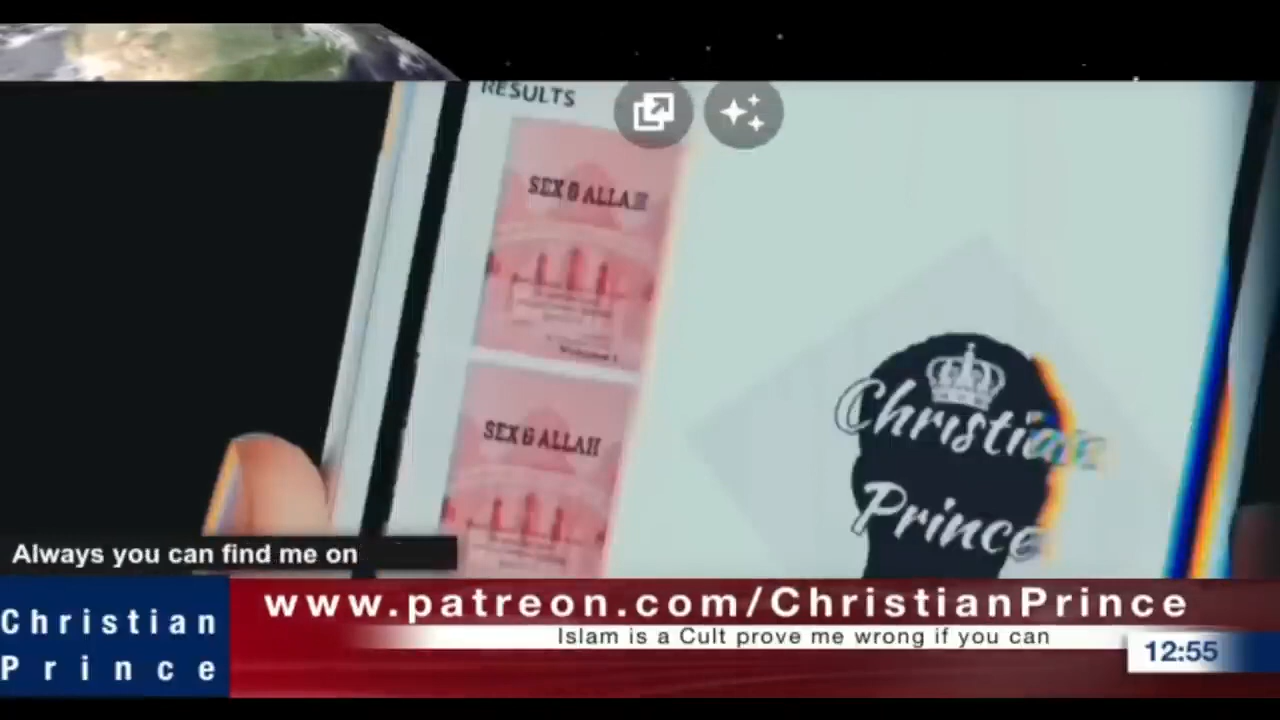 RESULTS
SEX & ALLAH
SEX & ALLAH
Christian
Prince
Always you can find me on
www.patreon.com/ChristianPrince
Christian
Prince
Islam is a Cult prove me wrong if you can
12:55